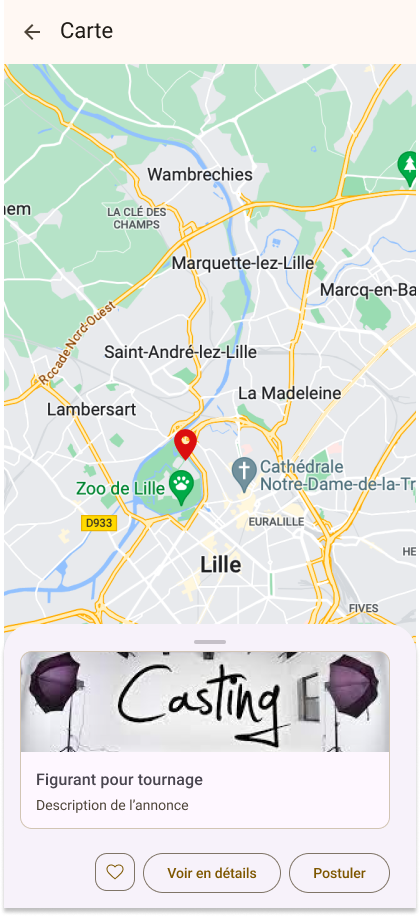 Carte
Wambrechies
hem
LA CLÉ DES
CHAMPS
Marquette-lez-Lille
Marcq-en-Ba
Rocade Nord-Ouest
Saint-André-lez-Lille
La Madeleine
Lambersart
Cathédrale
Notre-Dame-de-la-Tr
Zoo de Lille
D933
EURALILLE
HE
Lille
FIVES
Casting
Figurant pour tournage
Description de l'annonce
Voir en détails
Postuler